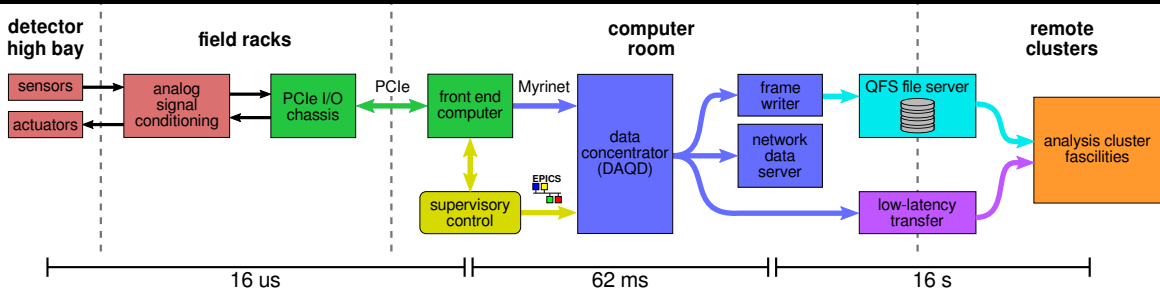 detector
high bay
field racks
computer
room
remote
clusters
sensors
actuators
analog
signal
conditioning
PCIe I/O
chassis
PCIe
front end
computer
Myrinet
EPICS
supervisory
control
data
concentrator
(DAQD)
frame
writer
network
data
server
QFS file server
low-latency
transfer
analysis cluster
fascilities
16 us
62 ms
16 s